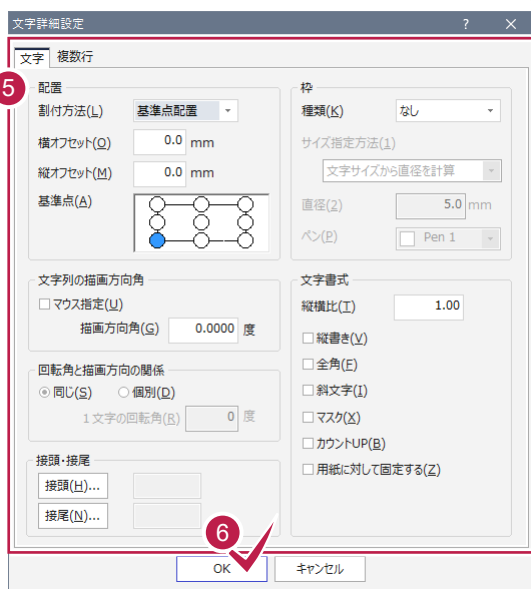 文字詳細設定 ? ×
文字 複数行
5
配置
割付方法(L) 基準点配置
横オフセット(O) 0.0 mm
縦オフセット(M) 0.0 mm
基準点(A)
文字列の描画方向角
マウス指定(U)
描画方向角(G) 0.0000 度
回転角と描画方向の関係
同じ(S) 個別(D)
1文字の回転角(R) 0 度
接頭・接尾
接頭(H)...
接尾(N)...
枠
種類(K) なし
サイズ指定方法(1)
文字サイズから直径を計算
直径(2) 5.0 mm
ペン(P) Pen 1
文字書式
縦横比(T) 1.00
縦書き(V)
全角(F)
斜文字(I)
マスク(X)
カウントUP(B)
用紙に対して固定する(Z)
6
OK キャンセル